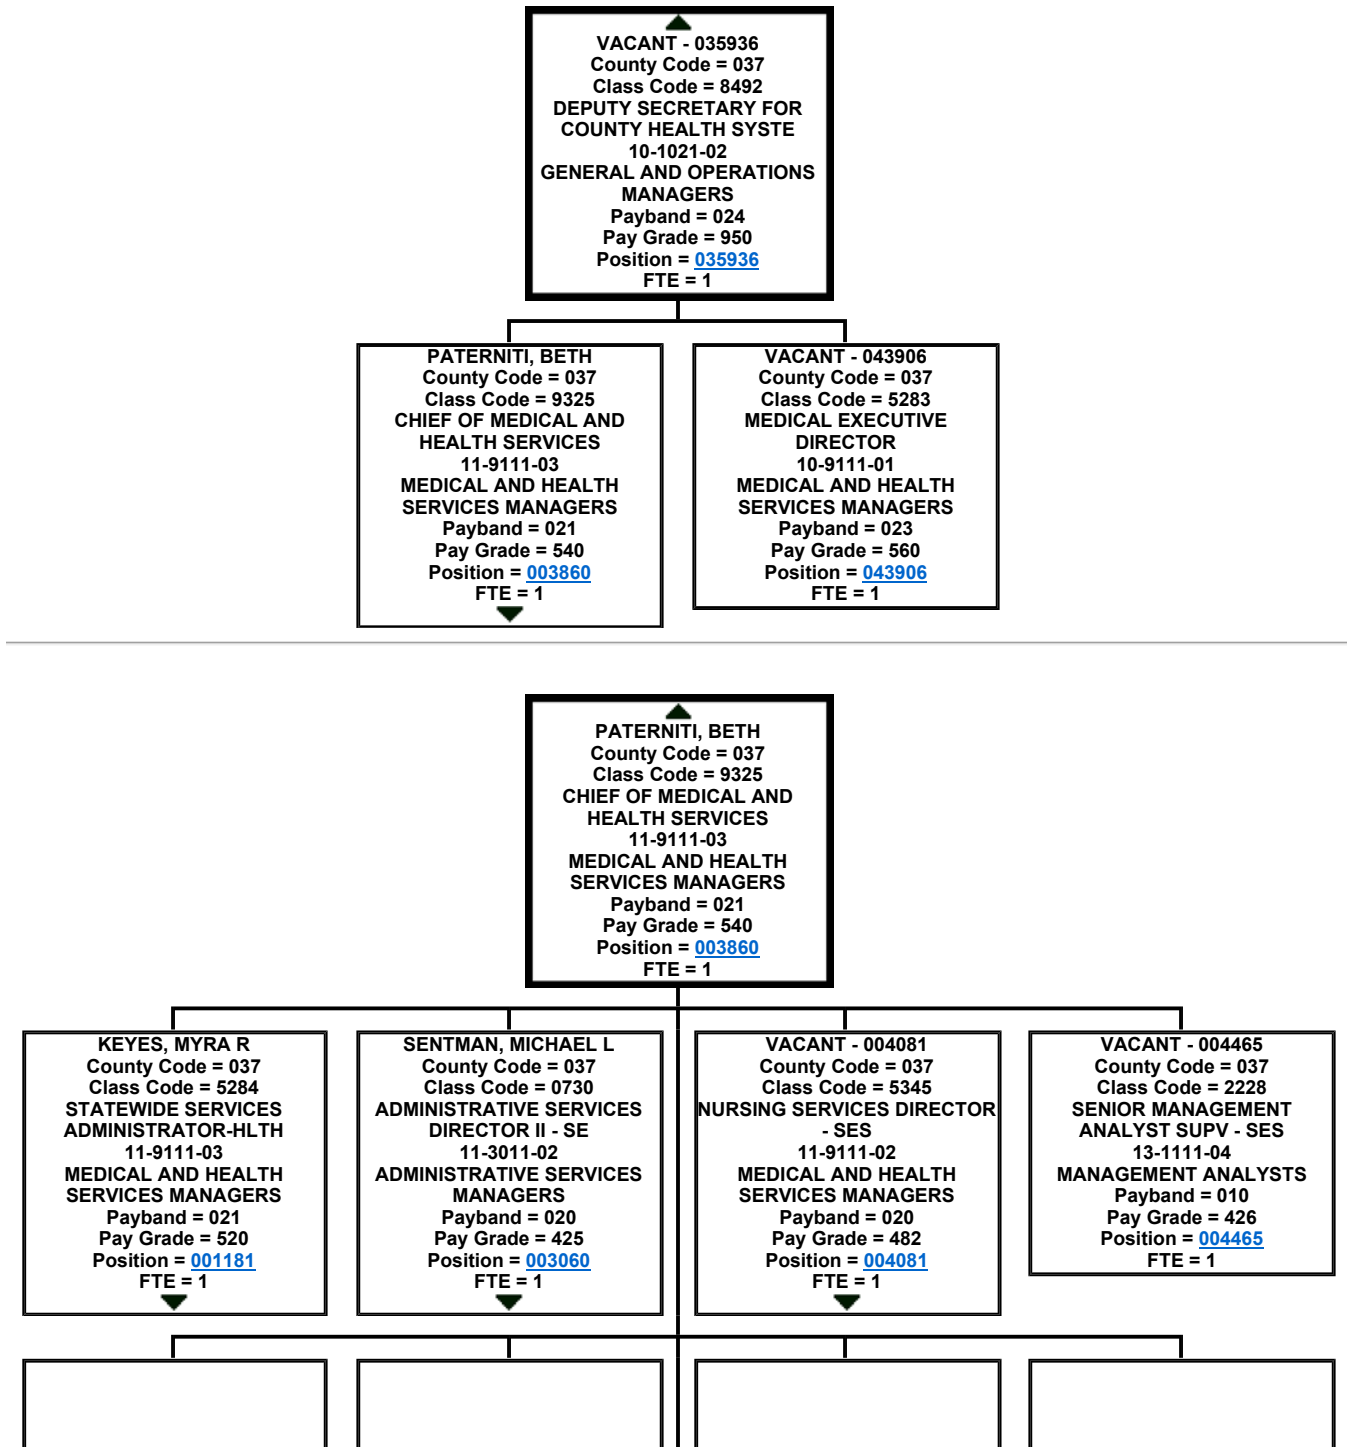 VACANT - 035936
County Code = 037
Class Code = 8492
DEPUTY SECRETARY FOR
COUNTY HEALTH SYSTE
10-1021-02
GENERAL AND OPERATIONS
MANAGERS
Payband = 024
Pay Grade = 950
Position = 035936
FTE = 1
PATERNITI, BETH
County Code = 037
Class Code = 9325
CHIEF OF MEDICAL AND
HEALTH SERVICES
11-9111-03
MEDICAL AND HEALTH
SERVICES MANAGERS
Payband = 021
Pay Grade = 540
Position = 003860
FTE = 1
VACANT - 043906
County Code = 037
Class Code = 5283
MEDICAL EXECUTIVE
DIRECTOR
10-9111-01
MEDICAL AND HEALTH
SERVICES MANAGERS
Payband = 023
Pay Grade = 560
Position = 043906
FTE = 1
PATERNITI, BETH
County Code = 037
Class Code = 9325
CHIEF OF MEDICAL AND
HEALTH SERVICES
11-9111-03
MEDICAL AND HEALTH
SERVICES MANAGERS
Payband = 021
Pay Grade = 540
Position = 003860
FTE = 1
KEYES, MYRA R
County Code = 037
Class Code = 5284
STATEWIDE SERVICES
ADMINISTRATOR-HLTH
11-9111-03
MEDICAL AND HEALTH
SERVICES MANAGERS
Payband = 021
Pay Grade = 520
Position = 001181
FTE = 1
SENTMAN, MICHAEL L
County Code = 037
Class Code = 0730
ADMINISTRATIVE SERVICES
DIRECTOR II - SE
11-3011-02
ADMINISTRATIVE SERVICES
MANAGERS
Payband = 020
Pay Grade = 425
Position = 003060
FTE = 1
VACANT - 004081
County Code = 037
Class Code = 5345
NURSING SERVICES DIRECTOR
- SES
11-9111-02
MEDICAL AND HEALTH
SERVICES MANAGERS
Payband = 020
Pay Grade = 482
Position = 004081
FTE = 1
VACANT - 004465
County Code = 037
Class Code = 2228
SENIOR MANAGEMENT
ANALYST SUPV - SES
13-1111-04
MANAGEMENT ANALYSTS
Payband = 010
Pay Grade = 426
Position = 004465
FTE = 1